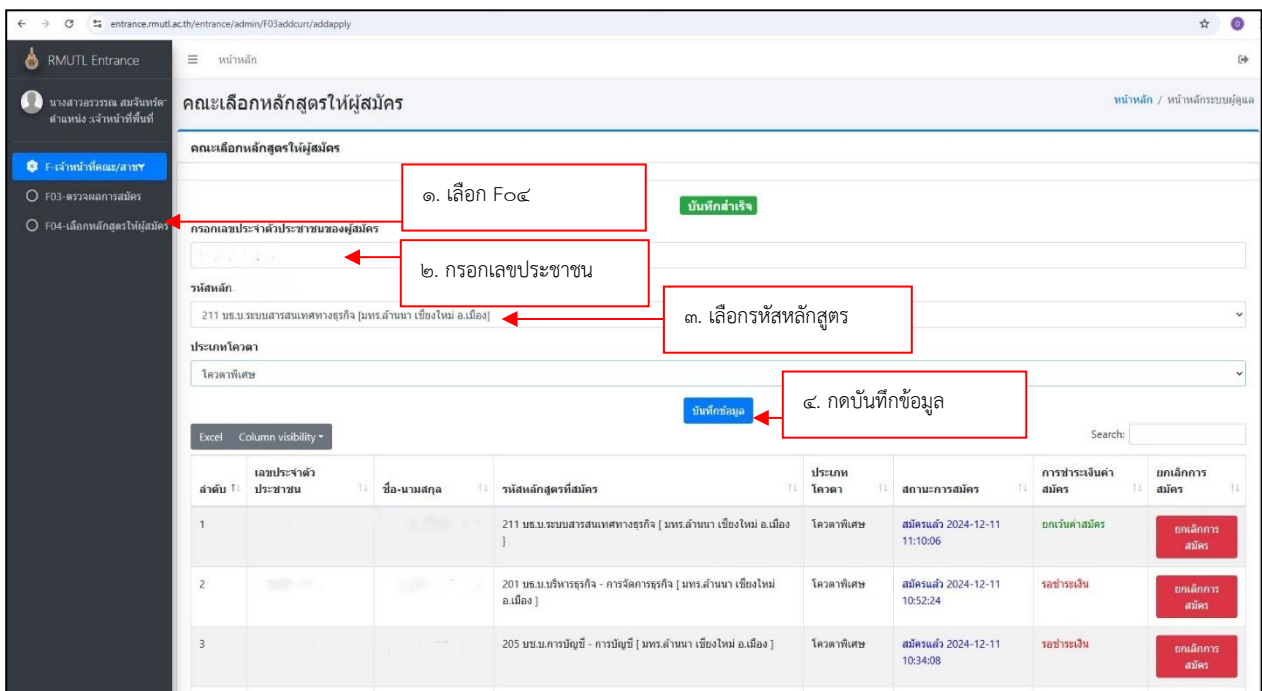 entrance.rmutl.ac.th/entrance/admin/F03addcurr/addapply
RMUTL Entrance
หน้าหลัก
นางสาวอรวรรณ สมจันทร์ดา
ตำแหน่ง :เจ้าหน้าที่พื้นที่
คณะเลือกหลักสูตรให้ผู้สมัคร
หน้าหลัก / หน้าหลักระบบผู้ดูแล
F-เจ้าหน้าที่คณะ/สาขา
คณะเลือกหลักสูตรให้ผู้สมัคร
F03-ตรวจผลการสมัคร
F04-เลือกหลักสูตรให้ผู้สมัคร
๑. เลือก F๐๔
บันทึกสำเร็จ
กรอกเลขประจำตัวประชาชนของผู้สมัคร
๒. กรอกเลขประชาชน
รหัสหลัก
211 บธ.บ.ระบบสารสนเทศทางธุรกิจ [มทร.ล้านนา เชียงใหม่ อ.เมือง]
๓. เลือกรหัสหลักสูตร
ประเภทโควตา
โควตาพิเศษ
บันทึกข้อมูล
๔. กดบันทึกข้อมูล
Excel Column visibility
Search:
ลำดับ เลขประจำตัวประชาชน ชื่อ-นามสกุล รหัสหลักสูตรที่สมัคร ประเภทโควตา สถานะการสมัคร การชำระเงินค่าสมัคร ยกเลิกการสมัคร
1 211 บธ.บ.ระบบสารสนเทศทางธุรกิจ [ มทร.ล้านนา เชียงใหม่ อ.เมือง ] โควตาพิเศษ สมัครแล้ว 2024-12-11 11:10:06 ยกเว้นค่าสมัคร ยกเลิกการสมัคร
2 201 บธ.บ.บริหารธุรกิจ - การจัดการธุรกิจ [ มทร.ล้านนา เชียงใหม่ อ.เมือง ] โควตาพิเศษ สมัครแล้ว 2024-12-11 10:52:24 รอชำระเงิน ยกเลิกการสมัคร
3 205 บช.บ.การบัญชี - การบัญชี [ มทร.ล้านนา เชียงใหม่ อ.เมือง ] โควตาพิเศษ สมัครแล้ว 2024-12-11 10:34:08 รอชำระเงิน ยกเลิกการสมัคร